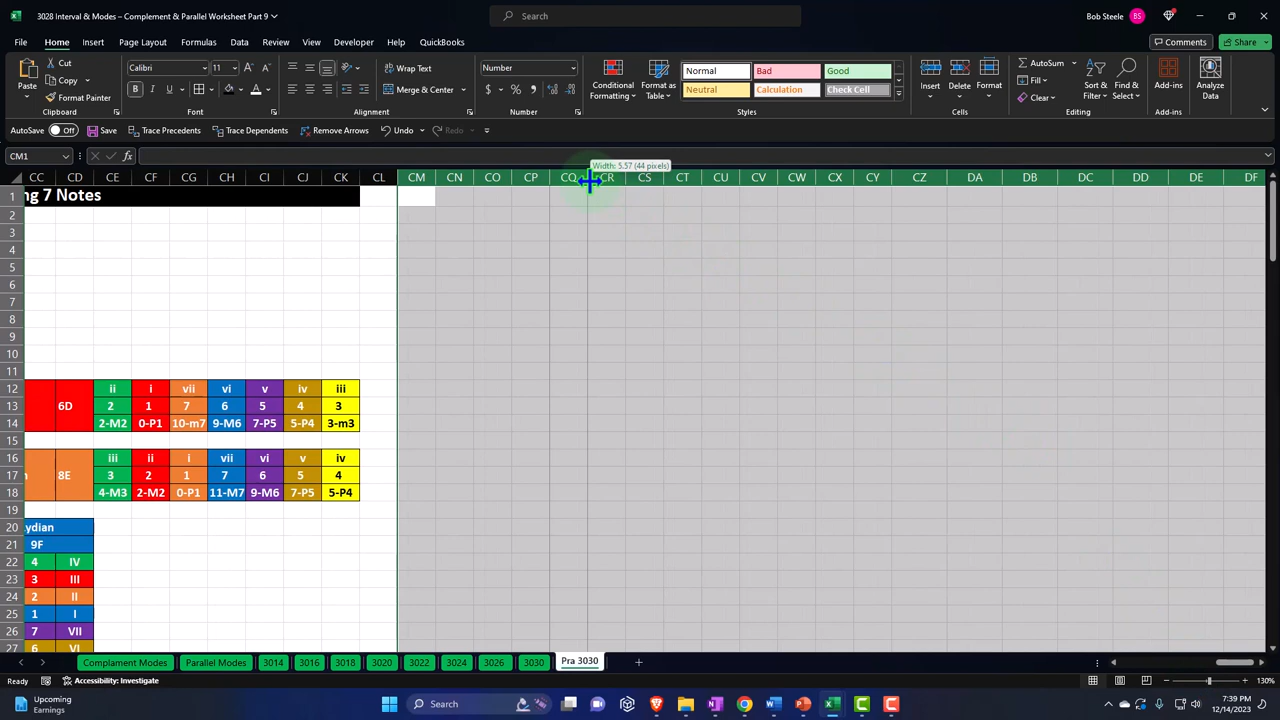 3028 Interval & Modes – Complement & Parallel Worksheet Part 9
Search
Bob Steele BS
File Home Insert Page Layout Formulas Data Review View Developer Help QuickBooks
Comments Share
Paste Cut Copy Format Painter Clipboard
Calibri 11 B I U A Font
Wrap Text Merge & Center Alignment
Number $ % Number
Conditional Formatting Format as Table
Normal Bad Good
Neutral Calculation Check Cell
Styles
Insert Delete Format Cells
AutoSum Fill Clear Sort & Filter Find & Select Editing
Add-ins Add-ins
Analyze Data
AutoSave Off Save Trace Precedents Trace Dependents Remove Arrows Undo Redo
CM1 fx
Width: 5.57 (44 pixels)
CC CD CE CF CG CH CI CJ CK CL CM CN CO CP CQ CR CS CT CU CV CW CX CY CZ DA DB DC DD DE DF
1 ng 7 Notes
2
3
4
5
6
7
8
9
10
11
12 ii i vii vi v iv iii
13 6D 2 1 7 6 5 4 3
14 2-M2 0-P1 10-m7 9-M6 7-P5 5-P4 3-m3
15
16 iii ii i vii vi v iv
17 8E 3 2 1 7 6 5 4
18 4-M3 2-M2 0-P1 11-M7 9-M6 7-P5 5-P4
19
20 ydian
21 9F
22 4 IV
23 3 III
24 2 II
25 1 I
26 7 VII
27 6 VI
Complament Modes Parallel Modes 3014 3016 3018 3020 3022 3024 3026 3030 Pra 3030
Ready Accessibility: Investigate 130%
Upcoming Earnings
Search
7:39 PM
12/14/2023